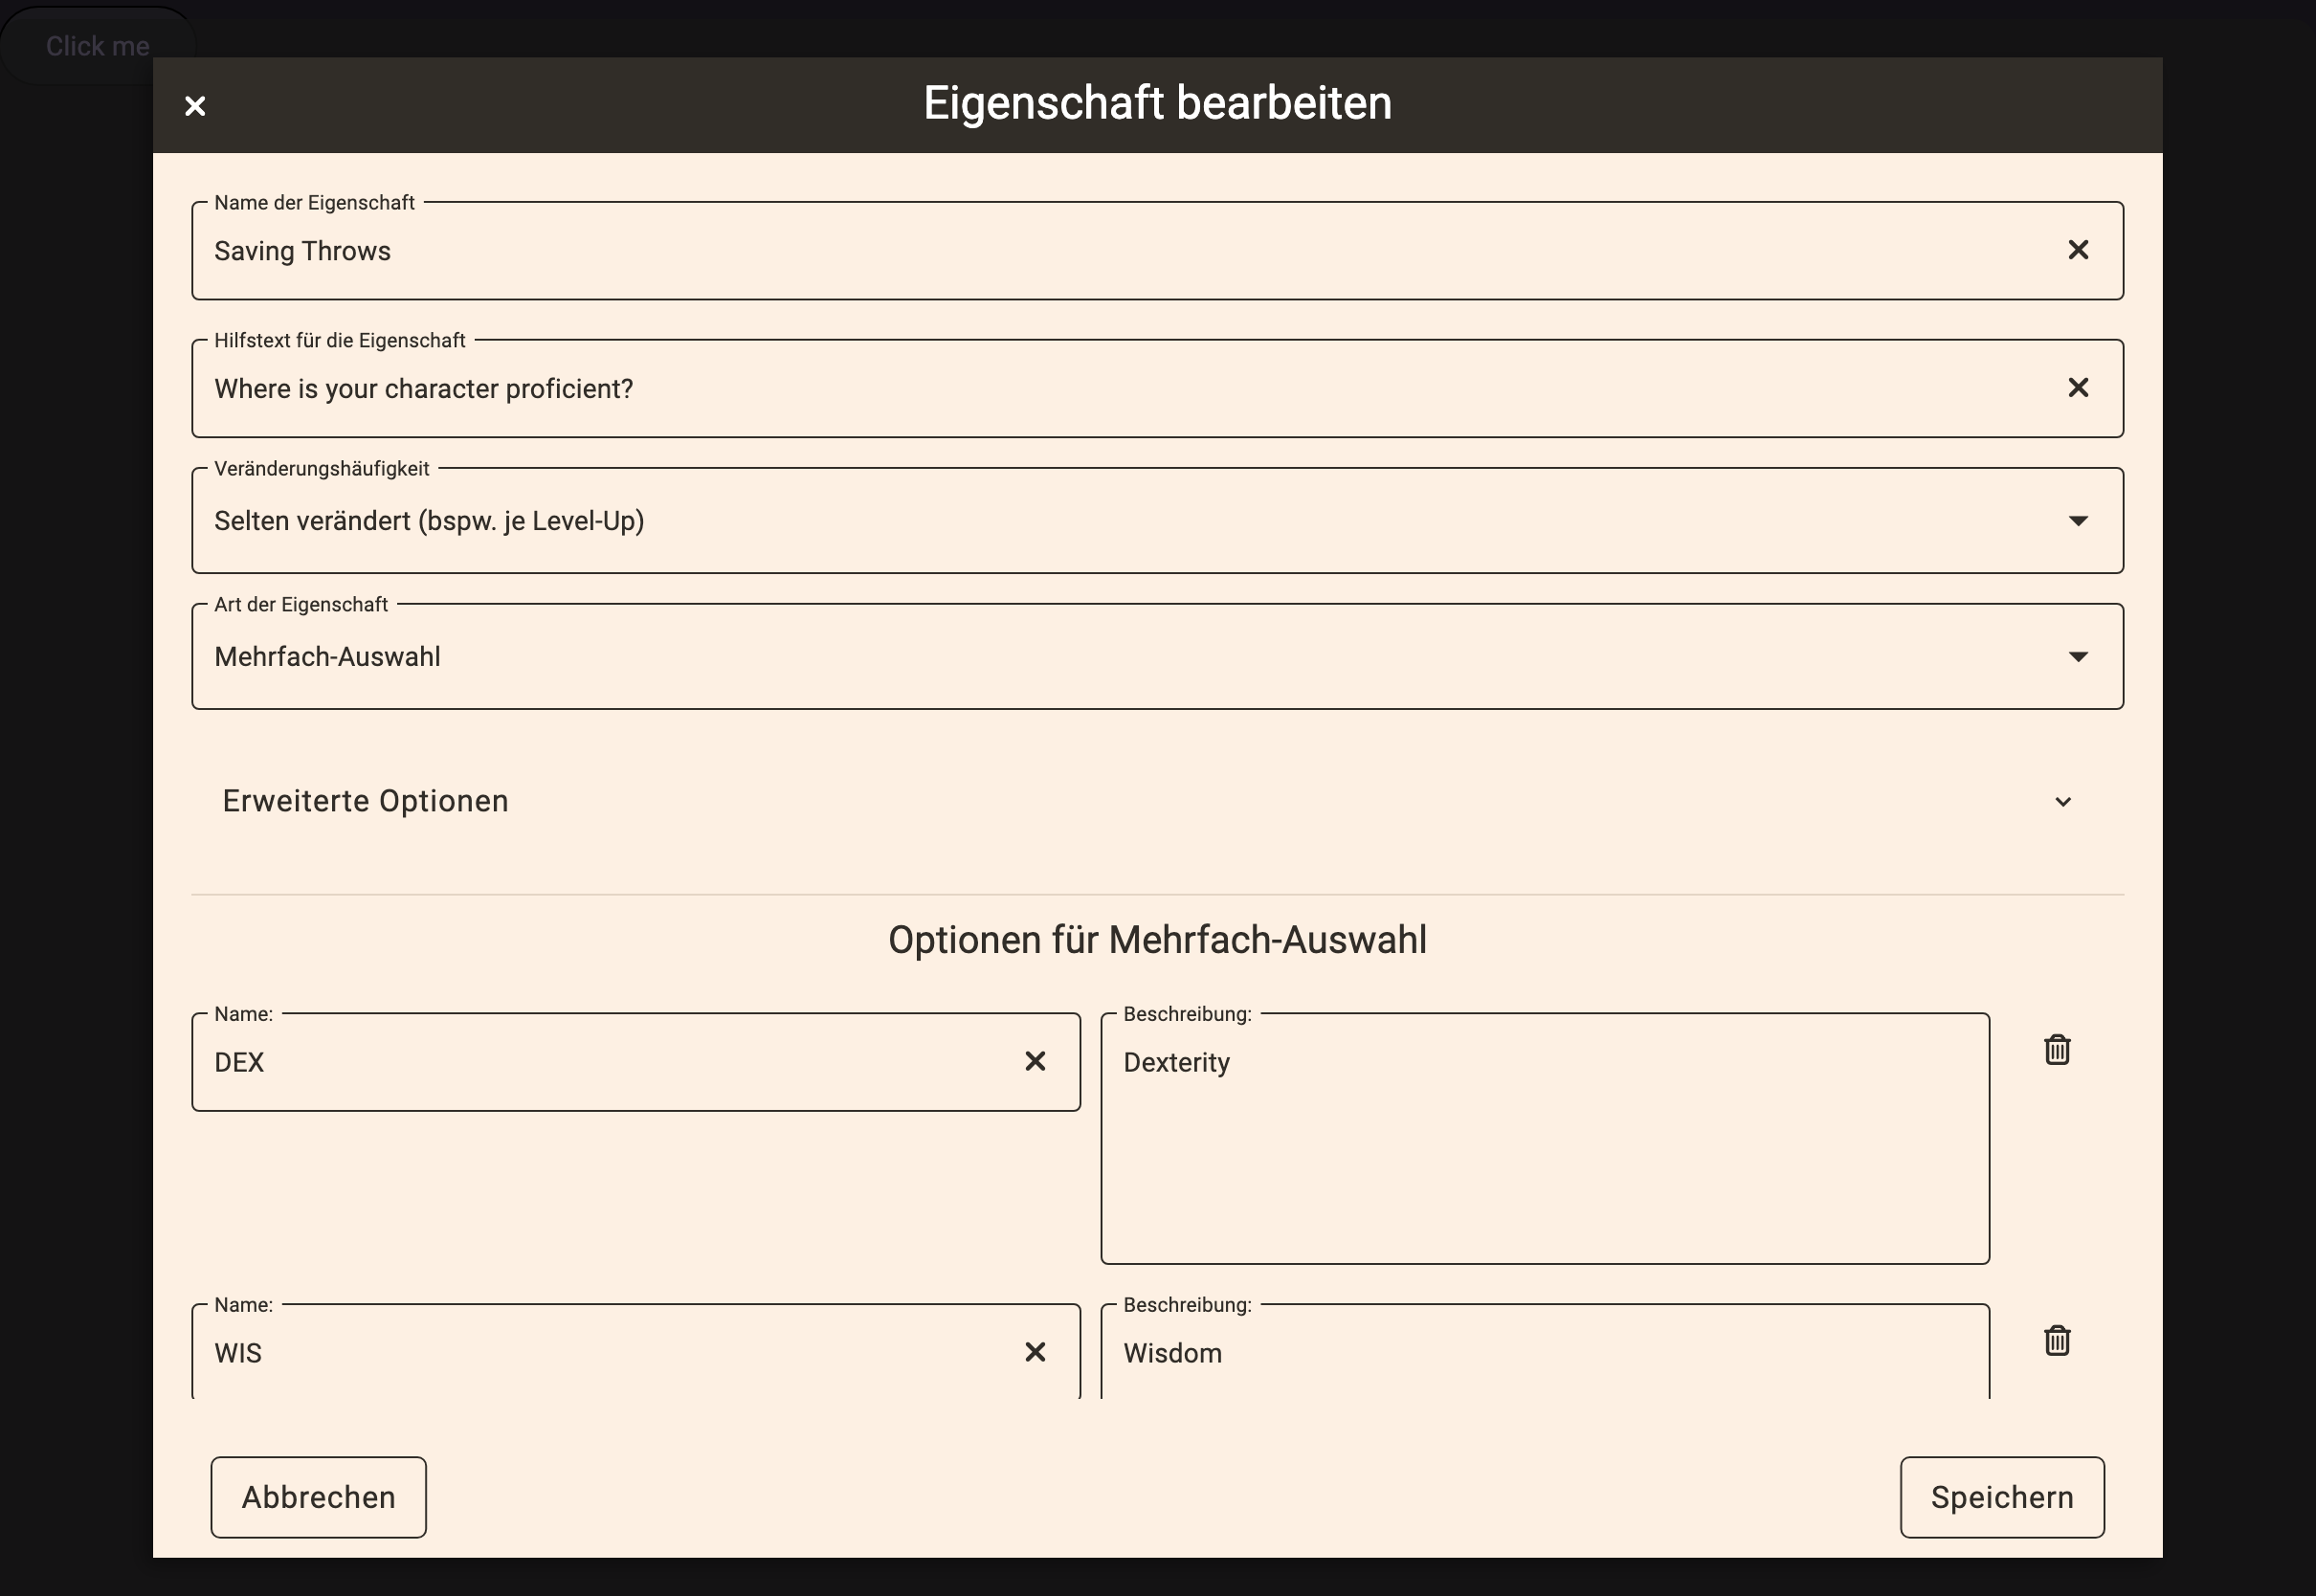 Click me
Eigenschaft bearbeiten
Name der Eigenschaft
Saving Throws
Hilfstext für die Eigenschaft
Where is your character proficient?
Veränderungshäufigkeit
Selten verändert (bspw. je Level-Up)
Art der Eigenschaft
Mehrfach-Auswahl
Erweiterte Optionen
Optionen für Mehrfach-Auswahl
Name:
DEX
Beschreibung:
Dexterity
Name:
WIS
Beschreibung:
Wisdom
Abbrechen
Speichern